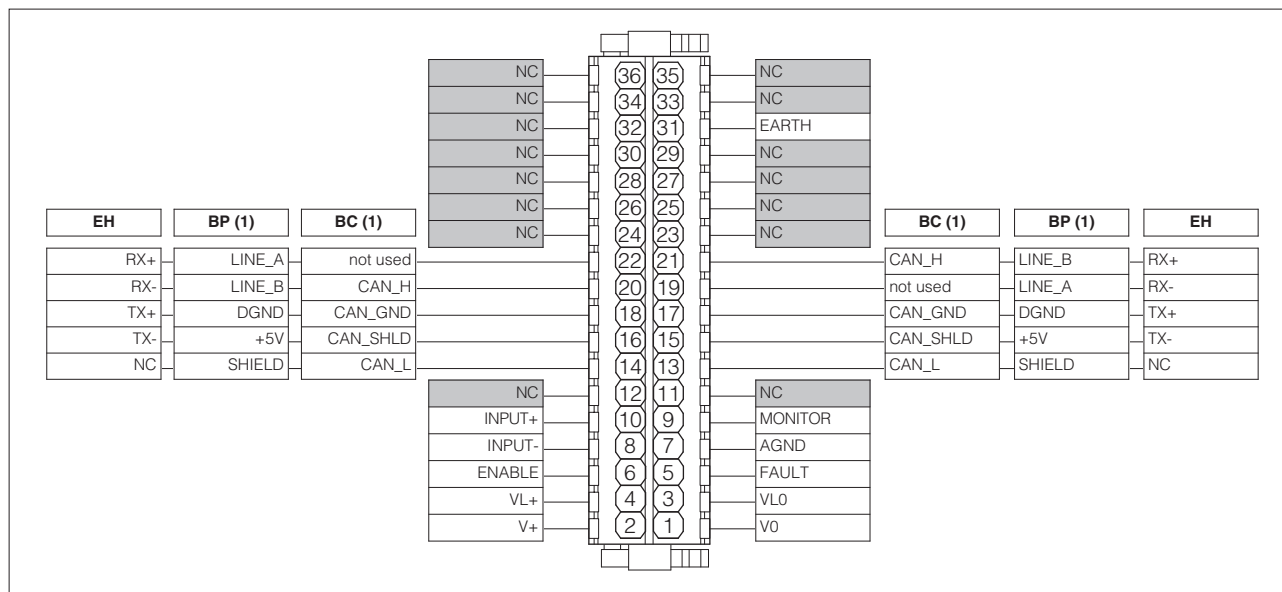 NC 36 35 NC
NC 34 33 NC
NC 32 31 EARTH
NC 30 29 NC
NC 28 27 NC
NC 26 25 NC
EH BP (1) BC (1) NC 24 23 NC BC (1) BP (1) EH
RX+ LINE_A not used 22 21 CAN_H LINE_B RX+
RX- LINE_B CAN_H 20 19 not used LINE_A RX-
TX+ DGND CAN_GND 18 17 CAN_GND DGND TX+
TX- +5V CAN_SHLD 16 15 CAN_SHLD +5V TX-
NC SHIELD CAN_L 14 13 CAN_L SHIELD NC
NC 12 11 NC
INPUT+ 10 9 MONITOR
INPUT- 8 7 AGND
ENABLE 6 5 FAULT
VL+ 4 3 VL0
V+ 2 1 V0